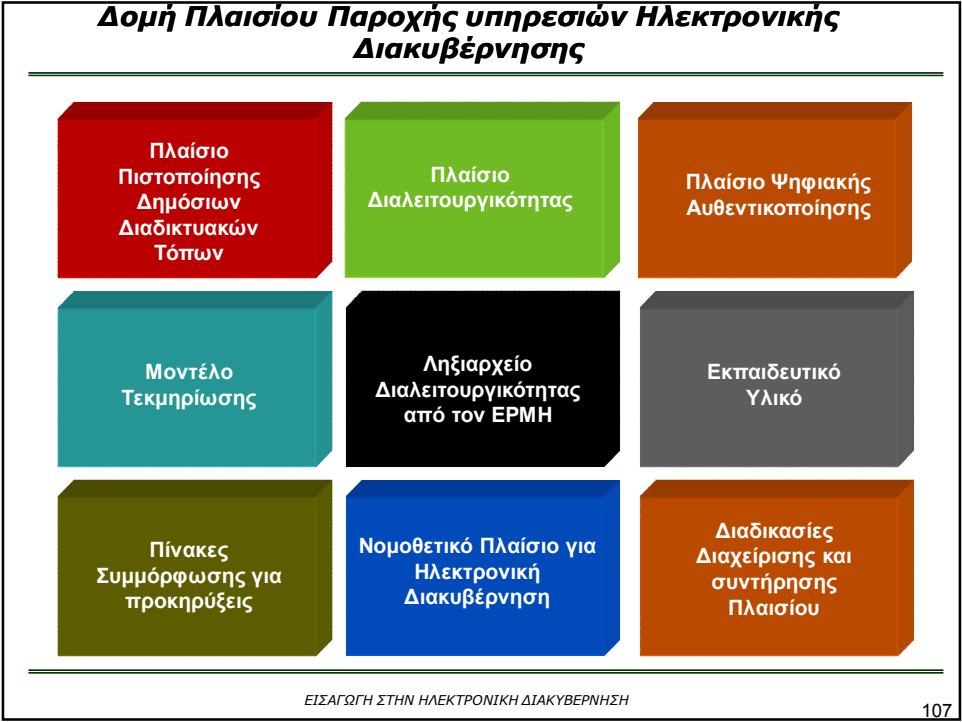 Δομή Πλαισίου Παροχής υπηρεσιών Ηλεκτρονικής
Διακυβέρνησης
Πλαίσιο
Πιστοποίησης
Δημόσιων
Διαδικτυακών
Τόπων
Πλαίσιο
Διαλειτουργικότητας
Πλαίσιο Ψηφιακής
Αυθεντικοποίησης
Μοντέλο
Τεκμηρίωσης
Ληξιαρχείο
Διαλειτουργικότητας
από τον ΕΡΜΗ
Εκπαιδευτικό
Υλικό
Πίνακες
Συμμόρφωσης για
προκηρύξεις
Νομοθετικό Πλαίσιο για
Ηλεκτρονική
Διακυβέρνηση
Διαδικασίες
Διαχείρισης και
συντήρησης
Πλαισίου
ΕΙΣΑΓΩΓΗ ΣΤΗΝ ΗΛΕΚΤΡΟΝΙΚΗ ΔΙΑΚΥΒΕΡΝΗΣΗ
107